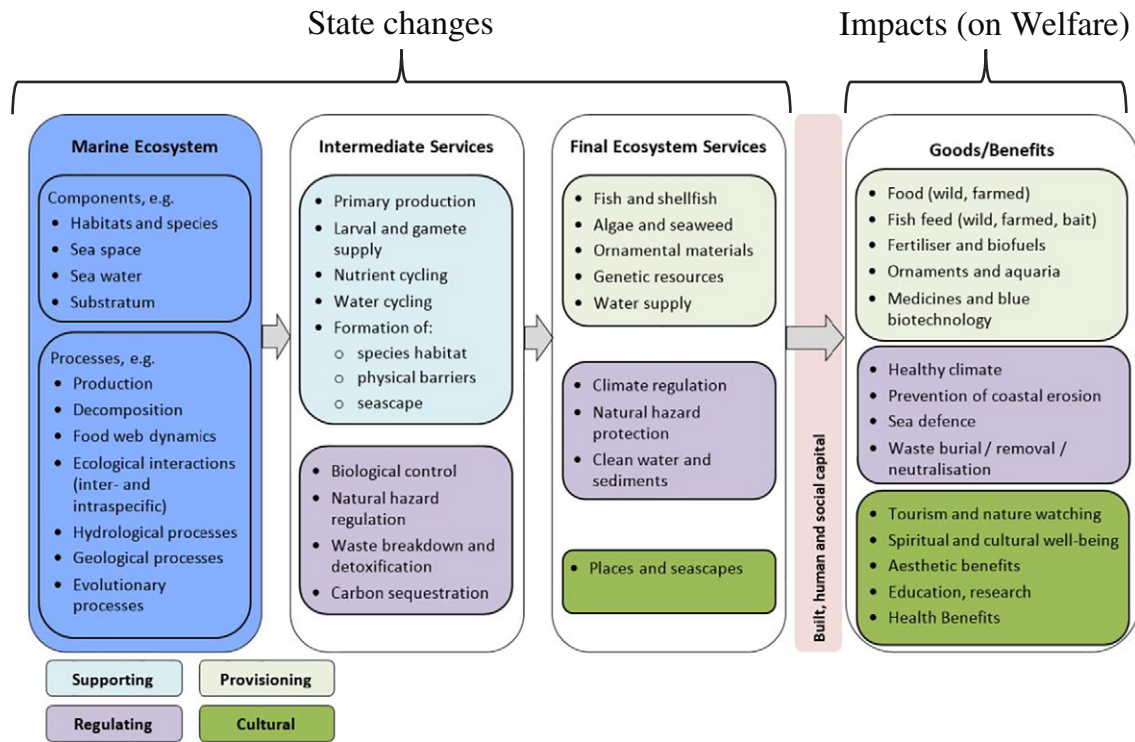 State changes
Impacts (on Welfare)
Marine Ecosystem
Components, e.g.
• Habitats and species
• Sea space
• Sea water
• Substratum
Processes, e.g.
• Production
• Decomposition
• Food web dynamics
• Ecological interactions
(inter- and
intraspecific)
• Hydrological processes
• Geological processes
• Evolutionary
processes
Intermediate Services
• Primary production
• Larval and gamete
supply
• Nutrient cycling
• Water cycling
• Formation of:
o species habitat
o physical barriers
o seascape
• Biological control
• Natural hazard
regulation
• Waste breakdown and
detoxification
• Carbon sequestration
Final Ecosystem Services
• Fish and shellfish
• Algae and seaweed
• Ornamental materials
• Genetic resources
• Water supply
• Climate regulation
• Natural hazard
protection
• Clean water and
sediments
• Places and seascapes
Built, human and social capital
Goods/Benefits
• Food (wild, farmed)
• Fish feed (wild, farmed, bait)
• Fertiliser and biofuels
• Ornaments and aquaria
• Medicines and blue
biotechnology
• Healthy climate
• Prevention of coastal erosion
• Sea defence
• Waste burial / removal /
neutralisation
• Tourism and nature watching
• Spiritual and cultural well-being
• Aesthetic benefits
• Education, research
• Health Benefits
Supporting
Provisioning
Regulating
Cultural